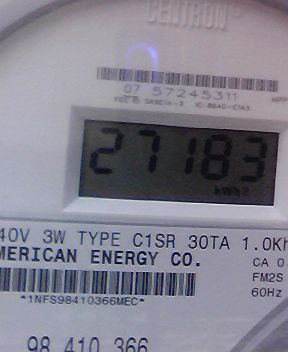 CENTRON
07 57245311
27183
kWh
40V 3W TYPE C1SR 30TA 1.0Kh
MERICAN ENERGY CO.
CA 0.
FM2S
60Hz
*1NFS98410366MEC*
98 410 366